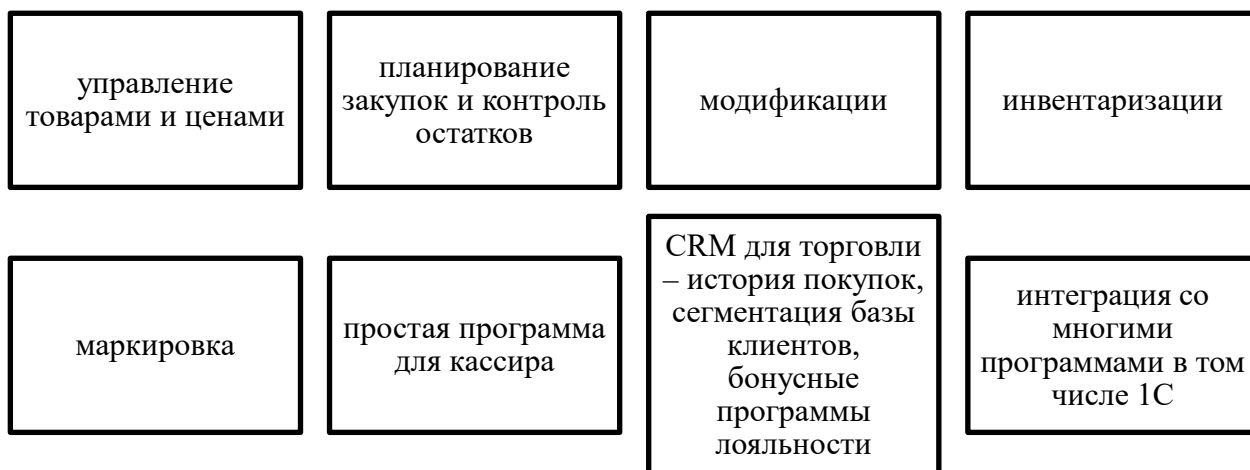 управление
товарами и ценами
планирование
закупок и контроль
остатков
модификации
инвентаризации
маркировка
простая программа
для кассира
CRM для торговли
– история покупок,
сегментация базы
клиентов,
бонусные
программы
лояльности
интеграция со
многими
программами в том
числе 1С